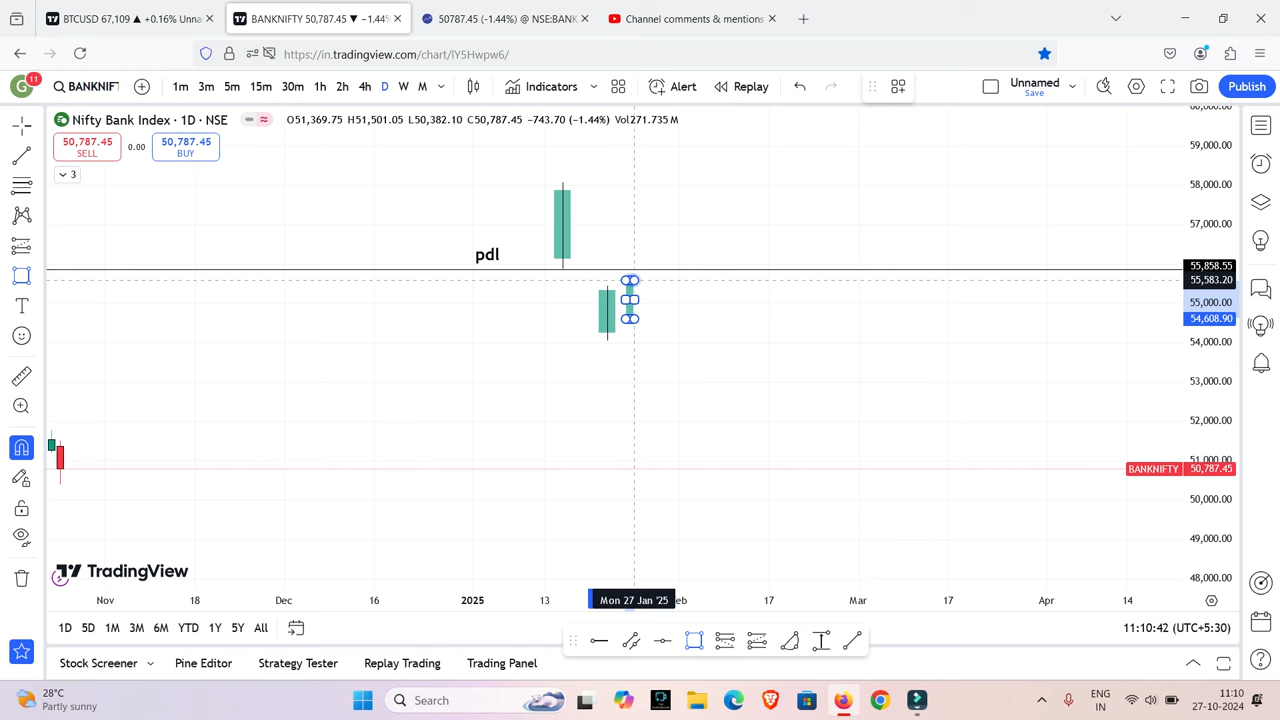 BTCUSD 67,109 ▲ +0.16% Unna
BANKNIFTY 50,787.45 ▼ −1.44%
50787.45 (-1.44%) @ NSE:BANK
Channel comments & mentions
https://in.tradingview.com/chart/lY5Hwpw6/
G 11
BANKNIF
1m 3m 5m 15m 30m 1h 2h 4h D W M
Indicators
Alert
Replay
Unnamed
Save
Publish
Nifty Bank Index · 1D · NSE
O51,369.75 H51,501.05 L50,382.10 C50,787.45 −743.70 (−1.44%) Vol271.735 M
50,787.45
SELL
0.00
50,787.45
BUY
3
pdl
60,000.00
59,000.00
58,000.00
57,000.00
55,858.55
55,583.20
55,000.00
54,608.90
54,000.00
53,000.00
52,000.00
51,000.00
BANKNIFTY 50,787.45
50,000.00
49,000.00
48,000.00
TradingView
Nov 18 Dec 16 2025 13 Mon 27 Jan '25 eb 17 Mar 17 Apr 14
1D 5D 1M 3M 6M YTD 1Y 5Y All
11:10:42 (UTC+5:30)
Stock Screener Pine Editor Strategy Tester Replay Trading Trading Panel
28°C
Partly sunny
Search
ENG
IN
11:10
27-10-2024